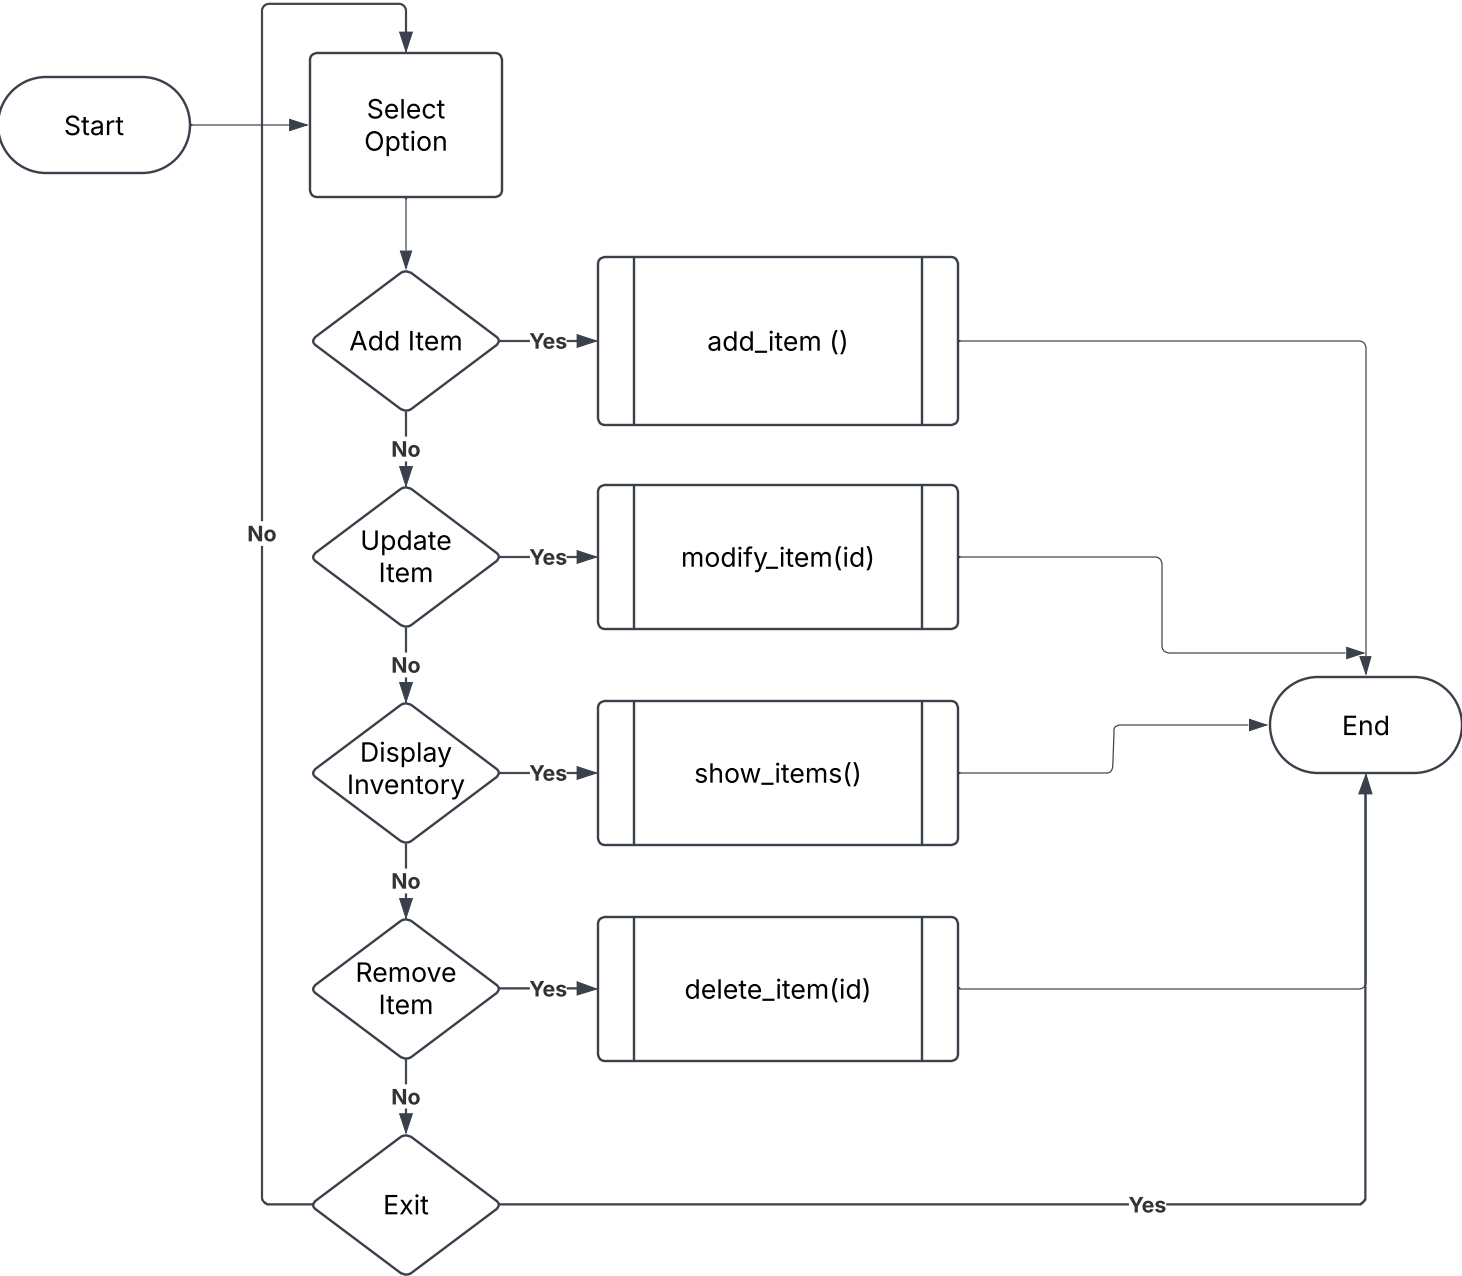 Start
Select
Option
Add Item
Yes
add_item ()
No
No
Update
Item
Yes
modify_item(id)
No
Display
Inventory
Yes
show_items()
End
No
Remove
Item
Yes
delete_item(id)
No
Exit
Yes